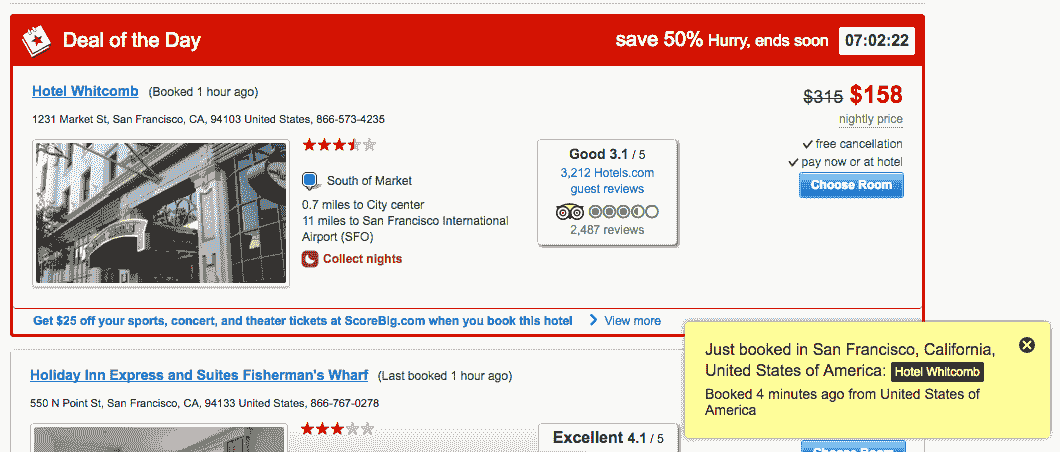 Deal of the Day
save 50% Hurry, ends soon 07:02:22
Hotel Whitcomb (Booked 1 hour ago)
$315 $158
1231 Market St, San Francisco, CA, 94103 United States, 866-573-4235
nightly price
free cancellation
pay now or at hotel
Choose Room
South of Market
0.7 miles to City center
11 miles to San Francisco International
Airport (SFO)
Collect nights
Good 3.1 / 5
3,212 Hotels.com
guest reviews
2,487 reviews
Get $25 off your sports, concert, and theater tickets at ScoreBig.com when you book this hotel View more
Holiday Inn Express and Suites Fisherman's Wharf (Last booked 1 hour ago)
550 N Point St, San Francisco, CA, 94133 United States, 866-767-0278
Excellent 4.1 / 5
Just booked in San Francisco, California,
United States of America: Hotel Whitcomb
Booked 4 minutes ago from United States of
America
Choose Room